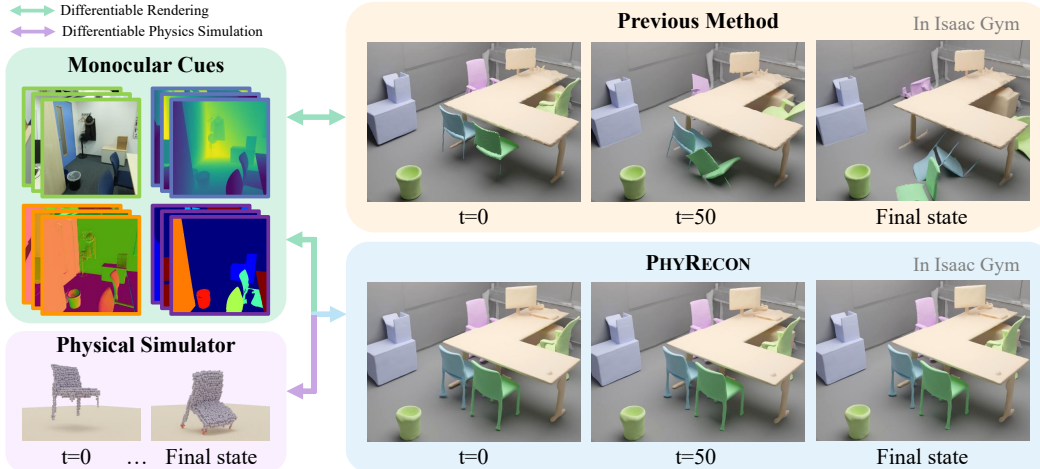 Differentiable Rendering
Differentiable Physics Simulation
Monocular Cues
Physical Simulator
t=0 … Final state
Previous Method
In Isaac Gym
t=0 t=50 Final state
PHYRECON
In Isaac Gym
t=0 t=50 Final state